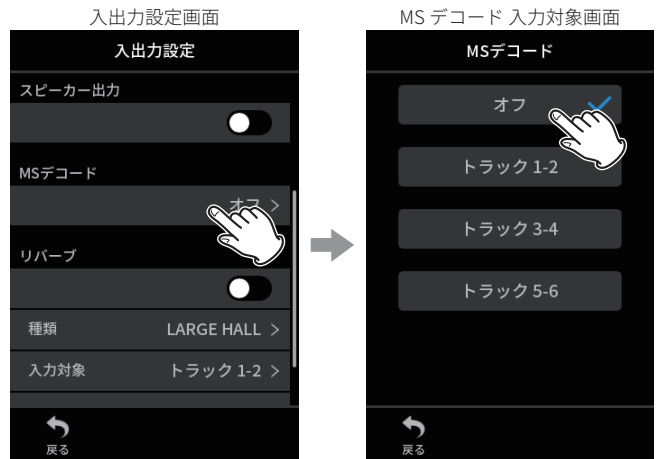 入出力設定画面
入出力設定
スピーカー出力
MSデコード
オフ >
リバーブ
種類 LARGE HALL >
入力対象 トラック 1-2 >
戻る
MS デコード 入力対象画面
MSデコード
オフ
トラック 1-2
トラック 3-4
トラック 5-6
戻る